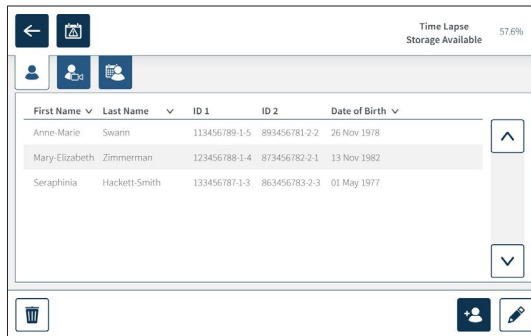 Time Lapse
Storage Available 57.6%
First Name Last Name ID 1 ID 2 Date of Birth
Anne-Marie Swann 113456789-1-5 893456781-2-2 26 Nov 1978
Mary-Elizabeth Zimmerman 123456788-1-4 873456782-2-1 13 Nov 1982
Seraphinia Hackett-Smith 133456787-1-3 863456783-2-3 01 May 1977